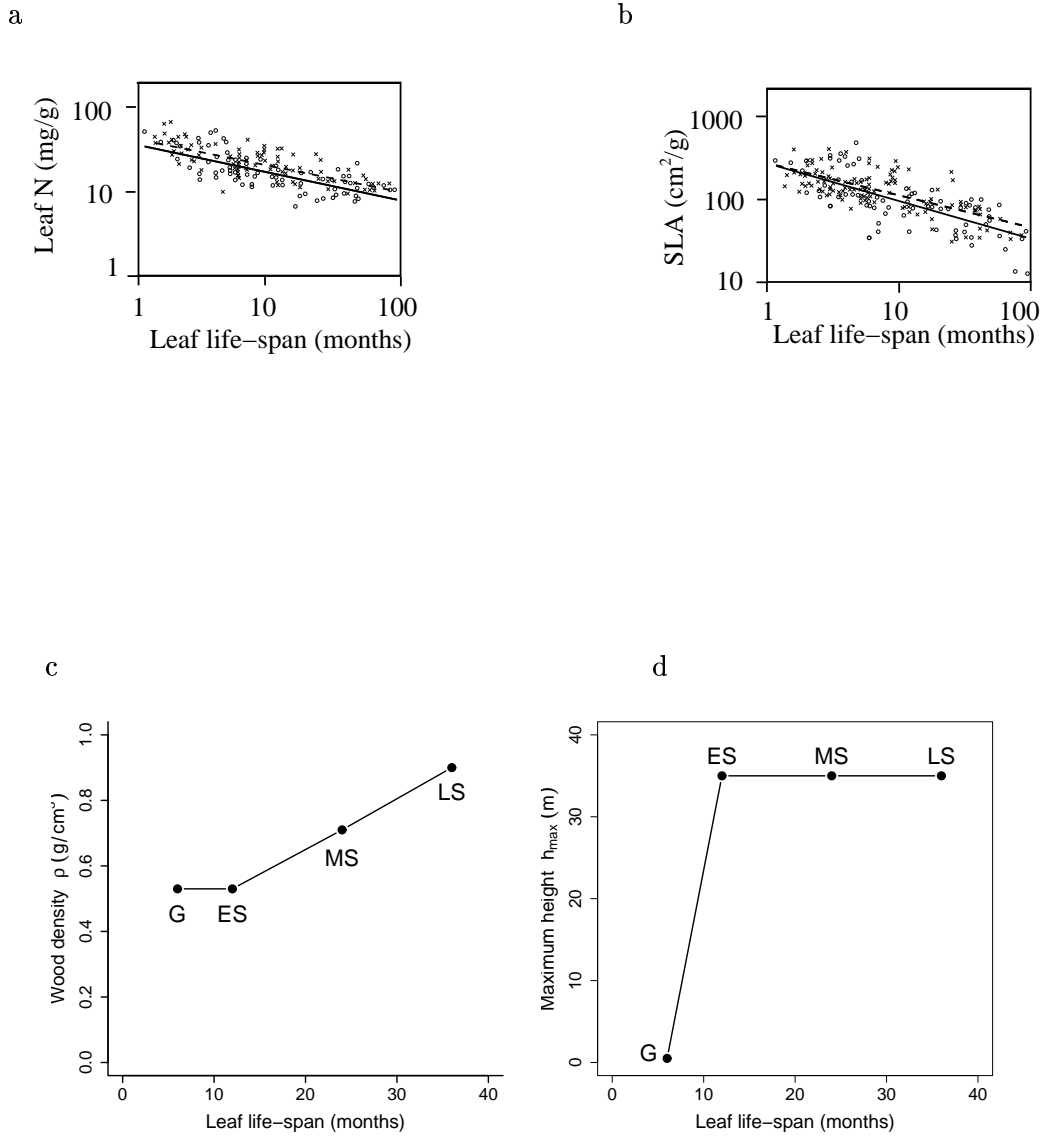 a
b
100
10
1
Leaf N (mg/g)
1 10 100
Leaf life−span (months)
1000
100
10
SLA (cm²/g)
1 10 100
Leaf life−span (months)
c
d
1.0
0.8
0.6
0.4
0.2
0.0
Wood density ρ (g/cm³)
G
ES
MS
LS
0 10 20 30 40
Leaf life−span (months)
40
30
20
10
0
Maximum height h_max (m)
G
ES
MS
LS
0 10 20 30 40
Leaf life−span (months)